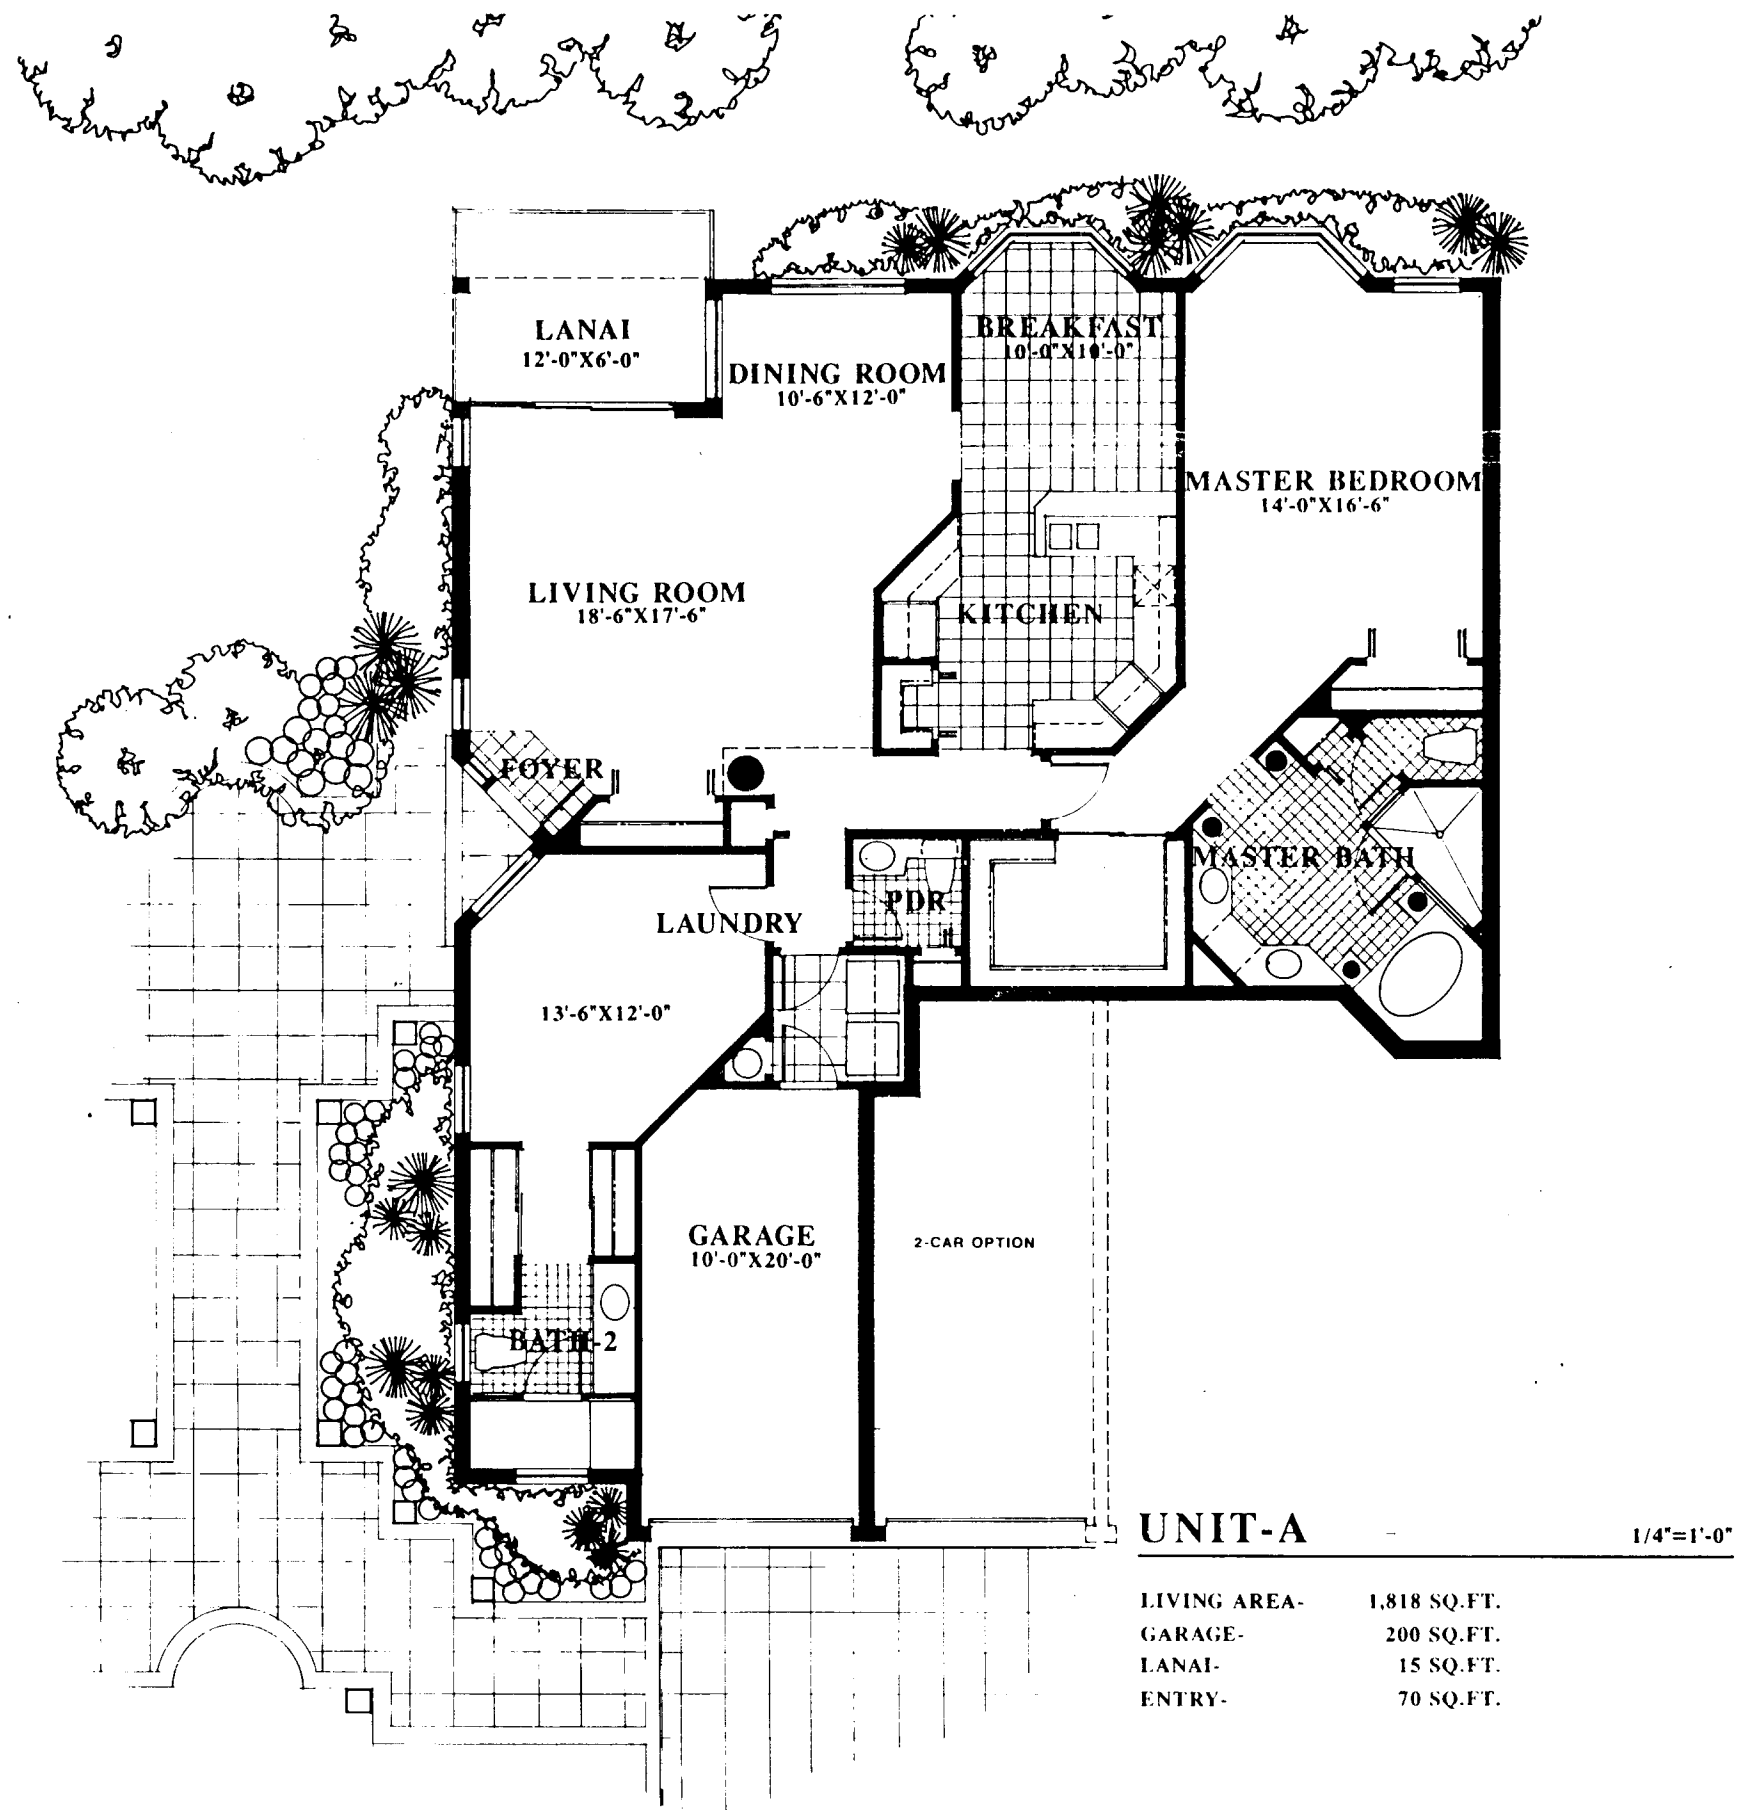 LANAI
12'-0"X6'-0"
DINING ROOM
10'-6"X12'-0"
BREAKFAST
10'-0"X10'-0"
MASTER BEDROOM
14'-0"X16'-6"
LIVING ROOM
18'-6"X17'-6"
KITCHEN
FOYER
MASTER BATH
PDR
LAUNDRY
13'-6"X12'-0"
GARAGE
10'-0"X20'-0"
2-CAR OPTION
BATH-2
UNIT-A
1/4"=1'-0"
LIVING AREA- 1,818 SQ.FT.
GARAGE- 200 SQ.FT.
LANAI- 15 SQ.FT.
ENTRY- 70 SQ.FT.